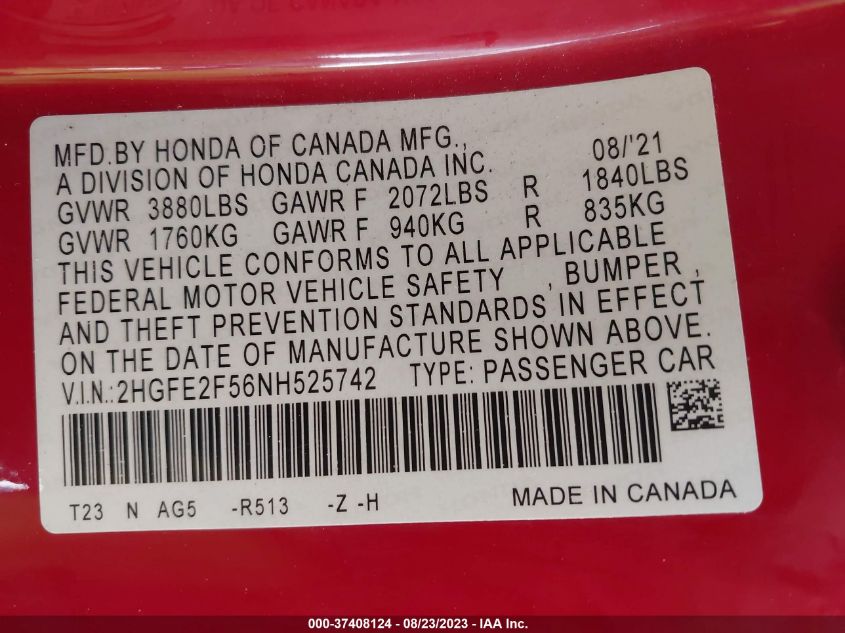 MFD.BY HONDA OF CANADA MFG., 08/'21
A DIVISION OF HONDA CANADA INC.
GVWR 3880LBS GAWR F 2072LBS R 1840LBS
GVWR 1760KG GAWR F 940KG R 835KG
THIS VEHICLE CONFORMS TO ALL APPLICABLE
FEDERAL MOTOR VEHICLE SAFETY , BUMPER ,
AND THEFT PREVENTION STANDARDS IN EFFECT
ON THE DATE OF MANUFACTURE SHOWN ABOVE.
V.I.N.:2HGFE2F56NH525742 TYPE: PASSENGER CAR
T23 N AG5 -R513 -Z -H MADE IN CANADA
000-37408124 - 08/23/2023 - IAA Inc.